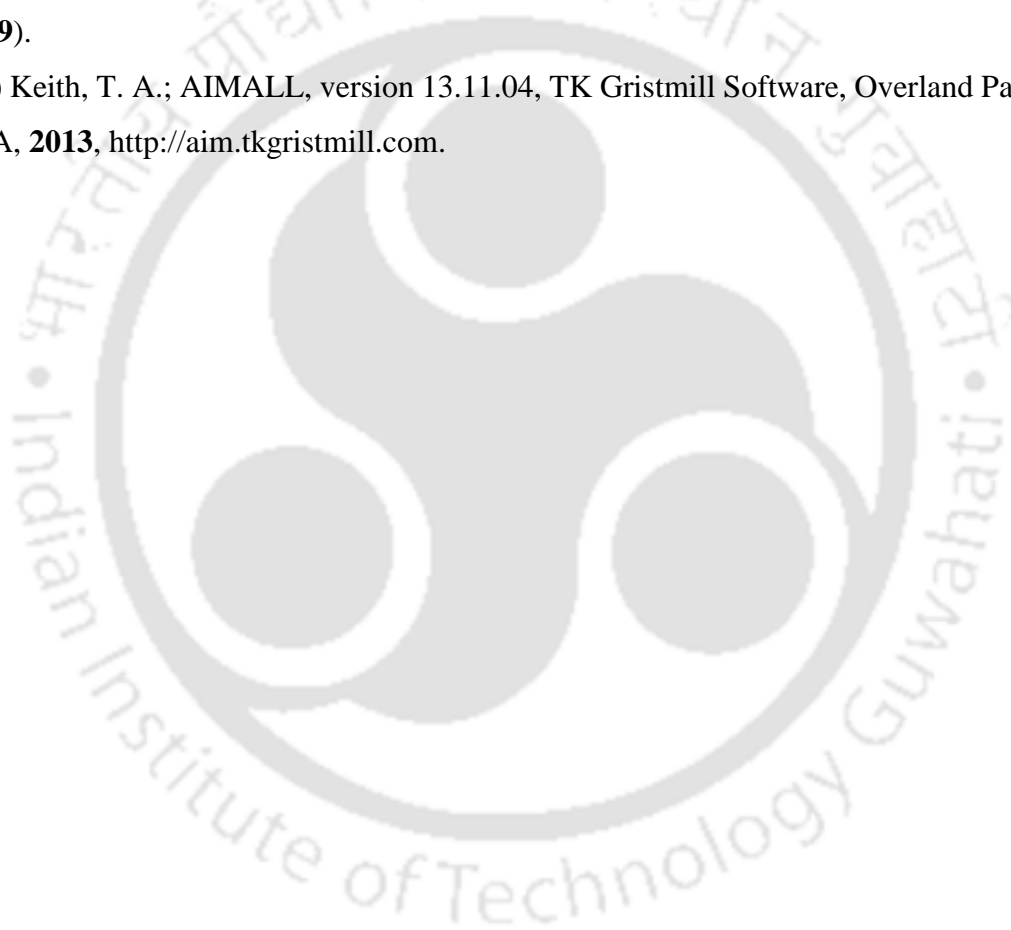 9).
) Keith, T. A.; AIMALL, version 13.11.04, TK Gristmill Software, Overland Pa
A, 2013, http://aim.tkgristmill.com.
Indian Institute of Technology Guwahati